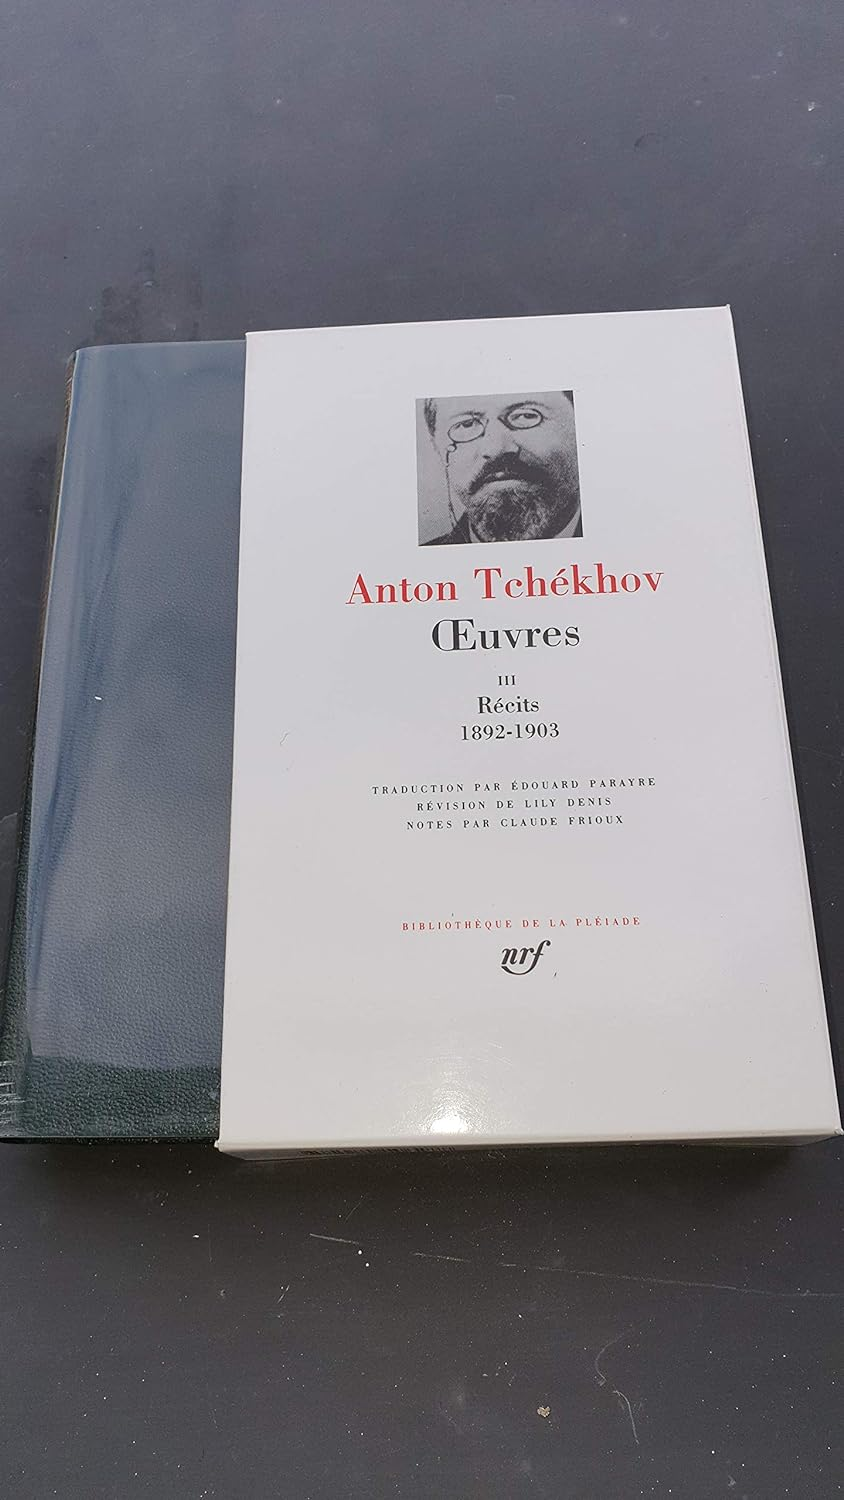 Anton Tchékhov
Œuvres
III
Récits
1892-1903
TRADUCTION PAR ÉDOUARD PARAYRE
RÉVISION DE LILY DENIS
NOTES PAR CLAUDE FRIOUX
BIBLIOTHÈQUE DE LA PLÉIADE
nrf